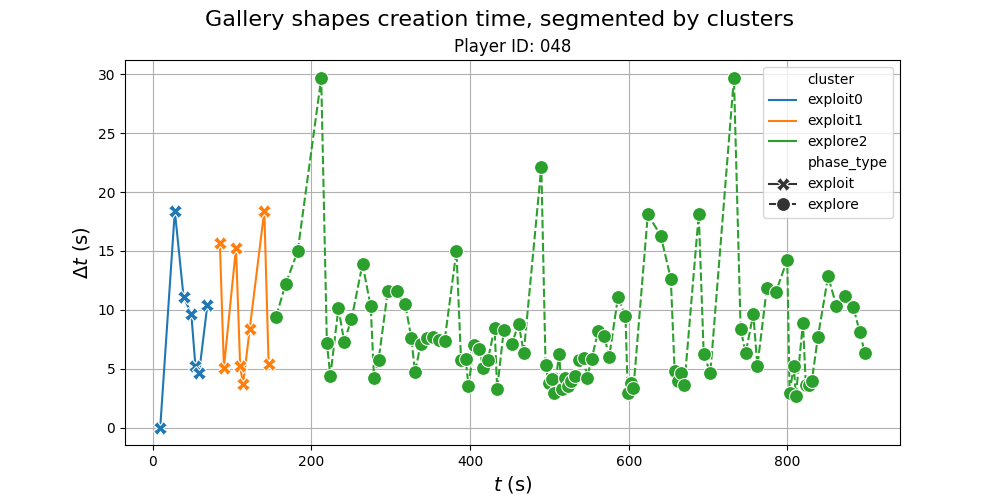 Gallery shapes creation time, segmented by clusters
Player ID: 048
30
25
20
15
10
5
0
Δt (s)
0 200 400 600 800
t (s)
cluster
exploit0
exploit1
explore2
phase_type
exploit
explore